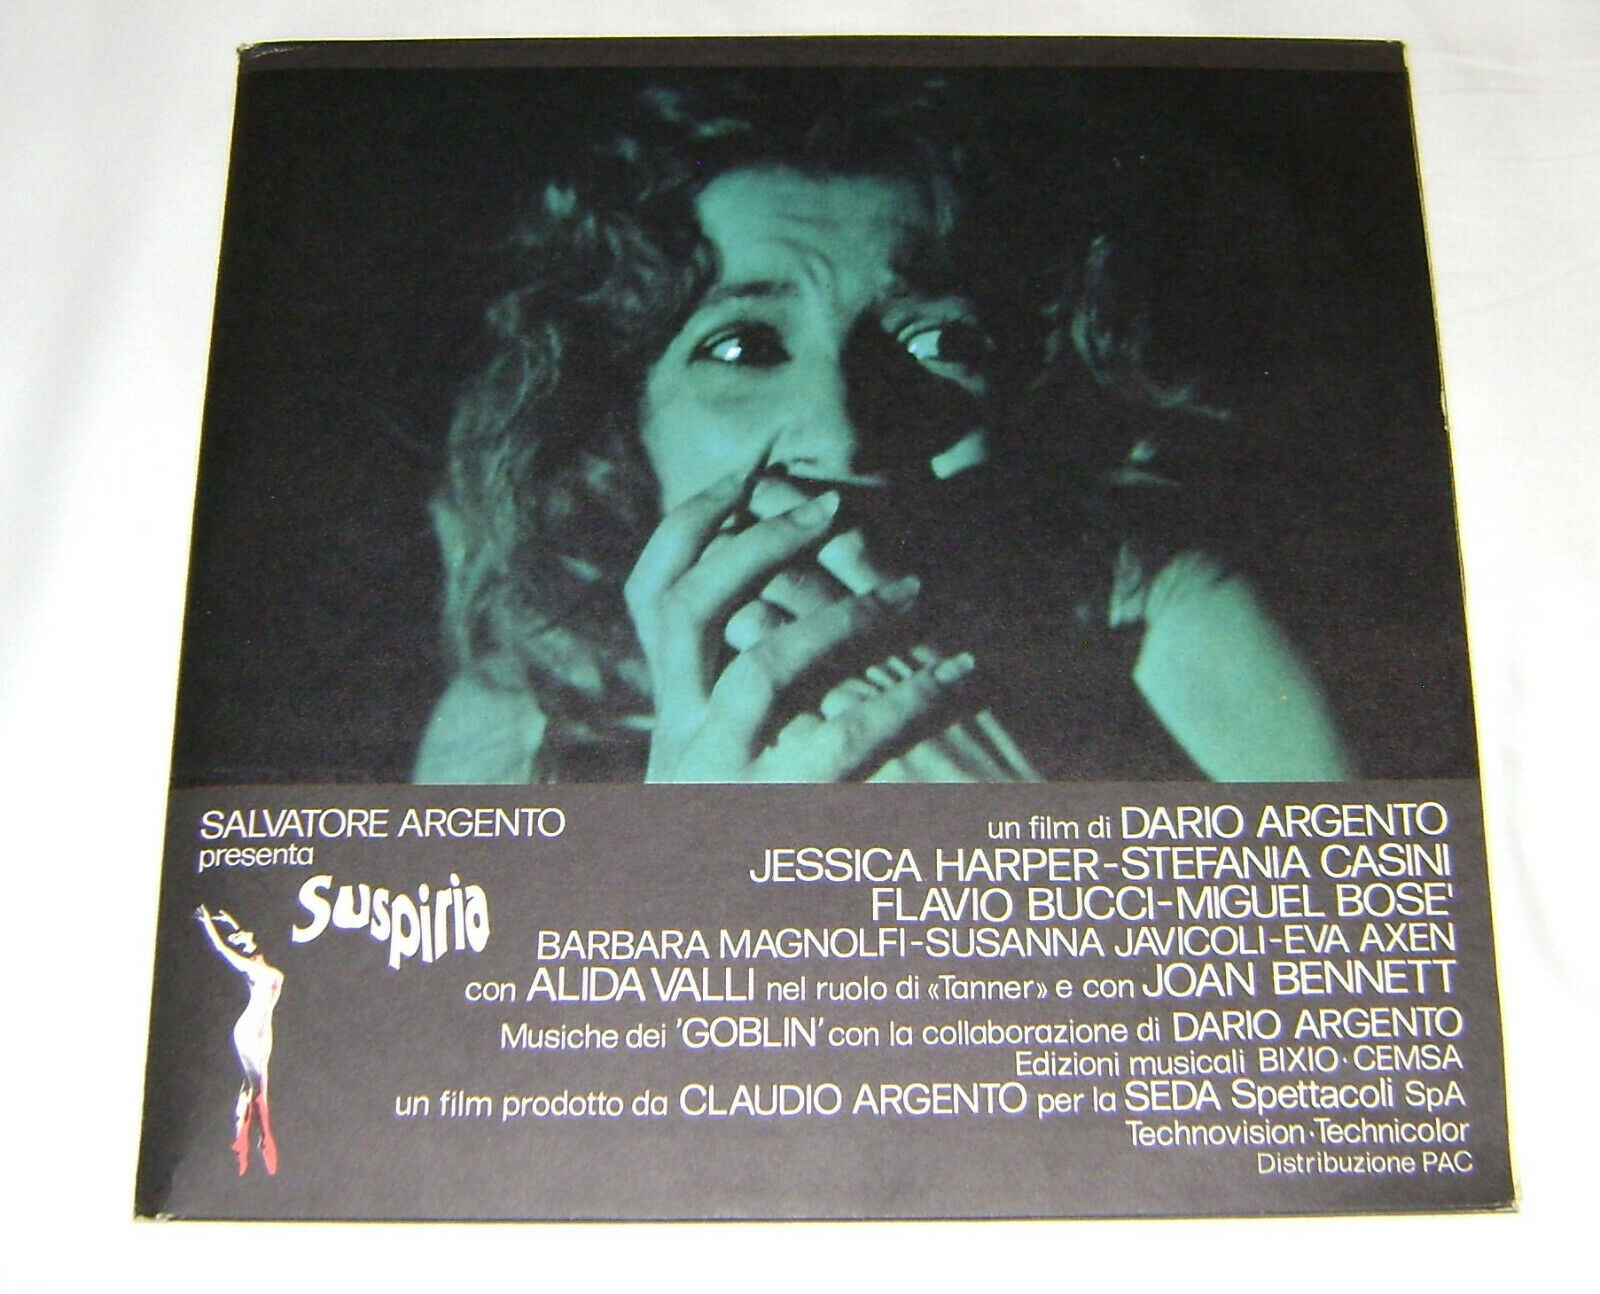 SALVATORE ARGENTO
presenta
Suspiria
un film di DARIO ARGENTO
JESSICA HARPER-STEFANIA CASINI
FLAVIO BUCCI-MIGUEL BOSE'
BARBARA MAGNOLFI-SUSANNA JAVICOLI-EVA AXEN
con ALIDA VALLI nel ruolo di «Tanner» e con JOAN BENNETT
Musiche dei 'GOBLIN' con la collaborazione di DARIO ARGENTO
Edizioni musicali BIXIO·CEMSA
un film prodotto da CLAUDIO ARGENTO per la SEDA Spettacoli SpA
Technovision·Technicolor
Distribuzione PAC